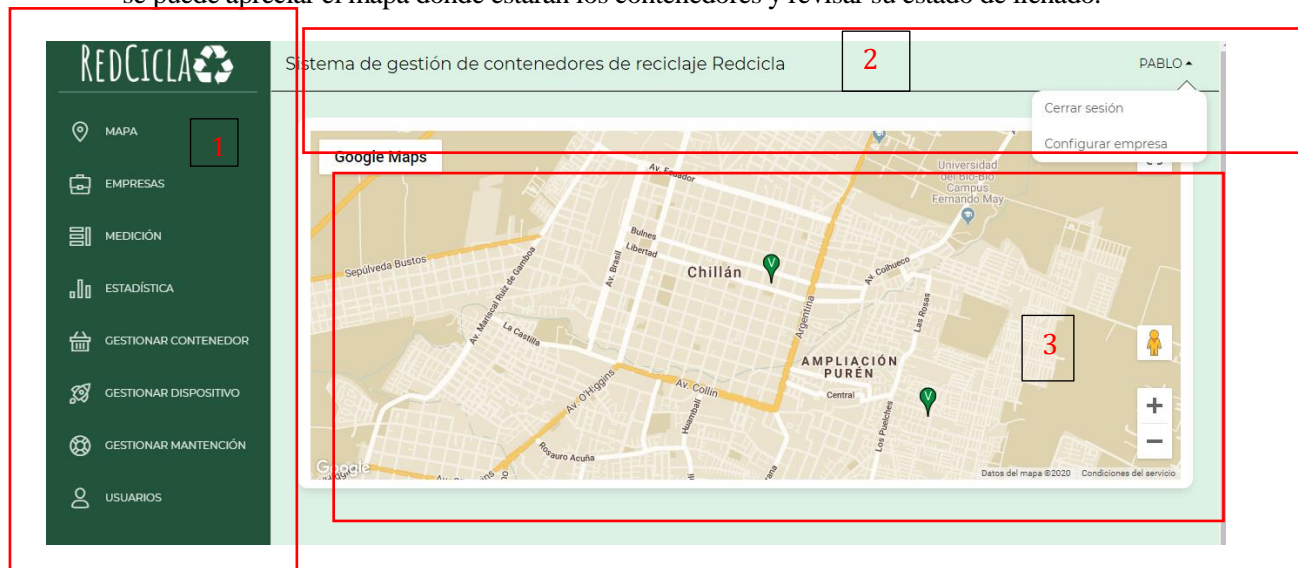 se puede apreciar el mapa donde estarán los contenedores y revisar su estado de llenado.
REDCICLA
1
MAPA
EMPRESAS
MEDICIÓN
ESTADÍSTICA
GESTIONAR CONTENEDOR
GESTIONAR DISPOSITIVO
GESTIONAR MANTENCIÓN
USUARIOS
Sistema de gestión de contenedores de reciclaje Redcicla
2
PABLO
Cerrar sesión
Configurar empresa
Google Maps
Av. Ecuador
Universidad
del Bío-Bío
Campus
Fernando May
Bulnes
Libertad
Av. Brasil
Sepúlveda Bustos
Chillán
V
Av. Coihueco
Av. Mariscal Ruiz de Gamboa
La Castilla
Argentina
Las Rosas
3
AMPLIACIÓN
PURÉN
Av. O'Higgins
Av. Collin
Central
V
Huambalí
Los Puelches
Rosauro Acuña
Google
Datos del mapa ©2020
Condiciones del servicio